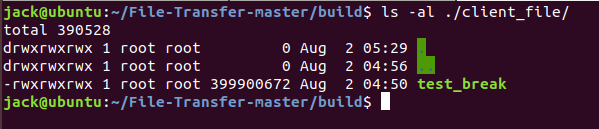 jack@ubuntu:~/File-Transfer-master/build$ ls -al ./client_file/
total 390528
drwxrwxrwx 1 root root         0 Aug  2 05:29 .
drwxrwxrwx 1 root root         0 Aug  2 04:56 ..
-rwxrwxrwx 1 root root 399900672 Aug  2 04:50 test_break
jack@ubuntu:~/File-Transfer-master/build$